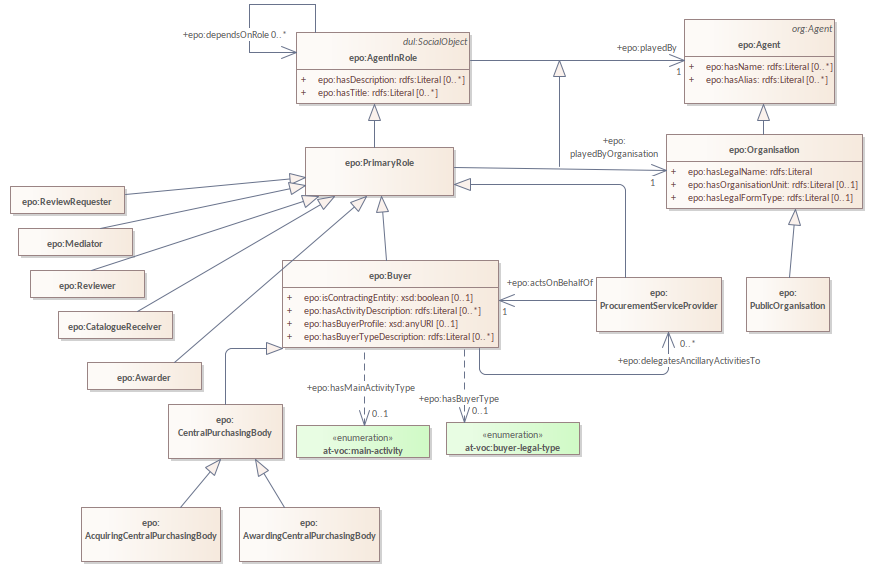 dul:SocialObject
epo:AgentInRole
+ epo:hasDescription: rdfs:Literal [0..*]
+ epo:hasTitle: rdfs:Literal [0..*]
+epo:dependsOnRole 0..*
+epo:playedBy
1
org:Agent
epo:Agent
+ epo:hasName: rdfs:Literal [0..*]
+ epo:hasAlias: rdfs:Literal [0..*]
epo:PrimaryRole
+epo:
playedByOrganisation
1
epo:Organisation
+ epo:hasLegalName: rdfs:Literal
+ epo:hasOrganisationUnit: rdfs:Literal [0..1]
+ epo:hasLegalFormType: rdfs:Literal [0..1]
epo:ReviewRequester
epo:Mediator
epo:Reviewer
epo:CatalogueReceiver
epo:Awarder
epo:Buyer
+ epo:isContractingEntity: xsd:boolean [0..1]
+ epo:hasActivityDescription: rdfs:Literal [0..*]
+ epo:hasBuyerProfile: xsd:anyURI [0..1]
+ epo:hasBuyerTypeDescription: rdfs:Literal [0..*]
+epo:actsOnBehalfOf
1
epo:
ProcurementServiceProvider
epo:
PublicOrganisation
0..*
+epo:delegatesAncillaryActivitiesTo
+epo:hasMainActivityType
0..1
+epo:hasBuyerType
0..1
epo:
CentralPurchasingBody
«enumeration»
at-voc:main-activity
«enumeration»
at-voc:buyer-legal-type
epo:
AcquiringCentralPurchasingBody
epo:
AwardingCentralPurchasingBody